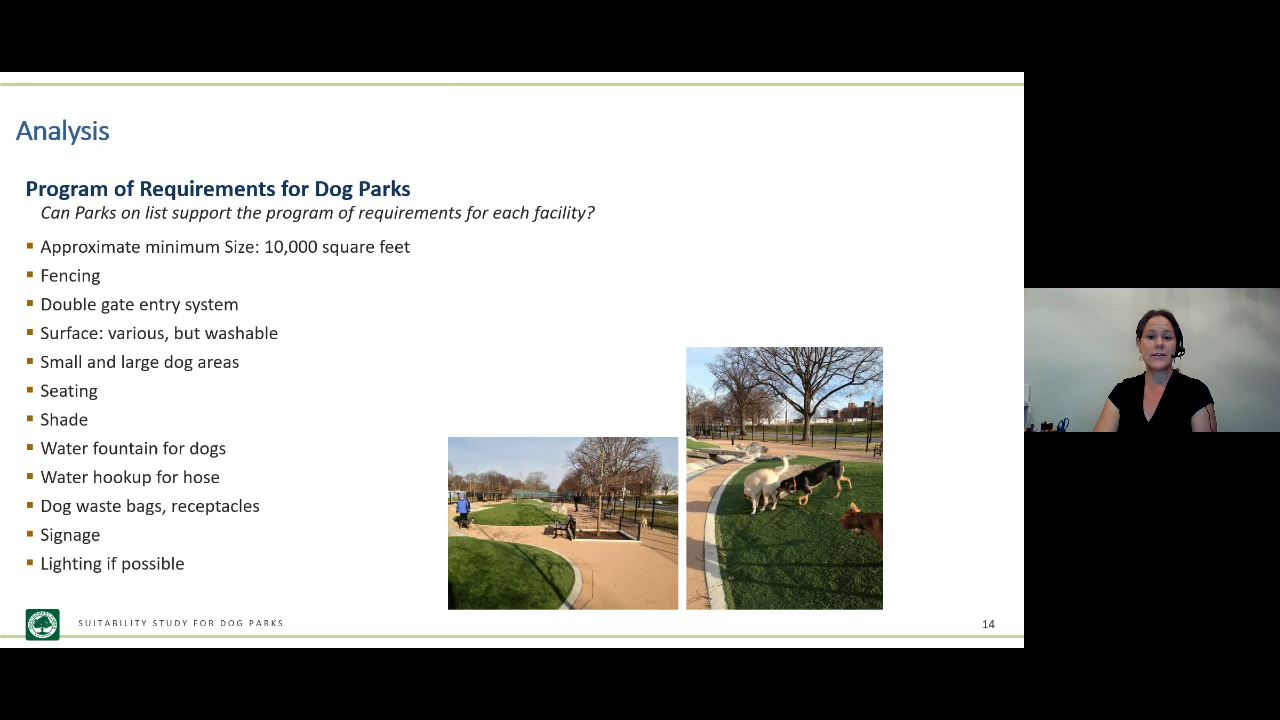 Analysis
Program of Requirements for Dog Parks
Can Parks on list support the program of requirements for each facility?
▪ Approximate minimum Size: 10,000 square feet
▪ Fencing
▪ Double gate entry system
▪ Surface: various, but washable
▪ Small and large dog areas
▪ Seating
▪ Shade
▪ Water fountain for dogs
▪ Water hookup for hose
▪ Dog waste bags, receptacles
▪ Signage
▪ Lighting if possible
SUITABILITY STUDY FOR DOG PARKS
14